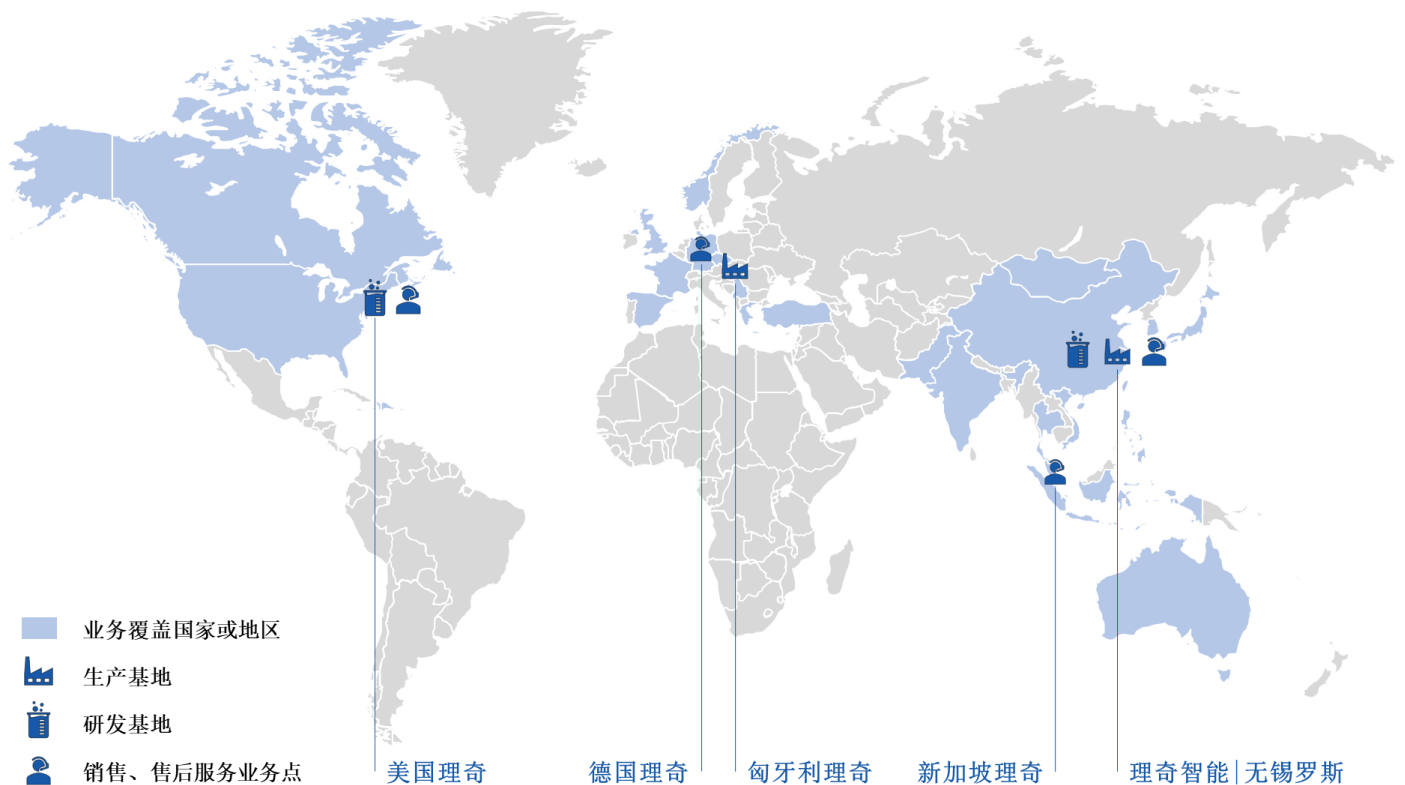 业务覆盖国家或地区
生产基地
研发基地
销售、售后服务业务点
美国理奇
德国理奇
匈牙利理奇
新加坡理奇
理奇智能|无锡罗斯